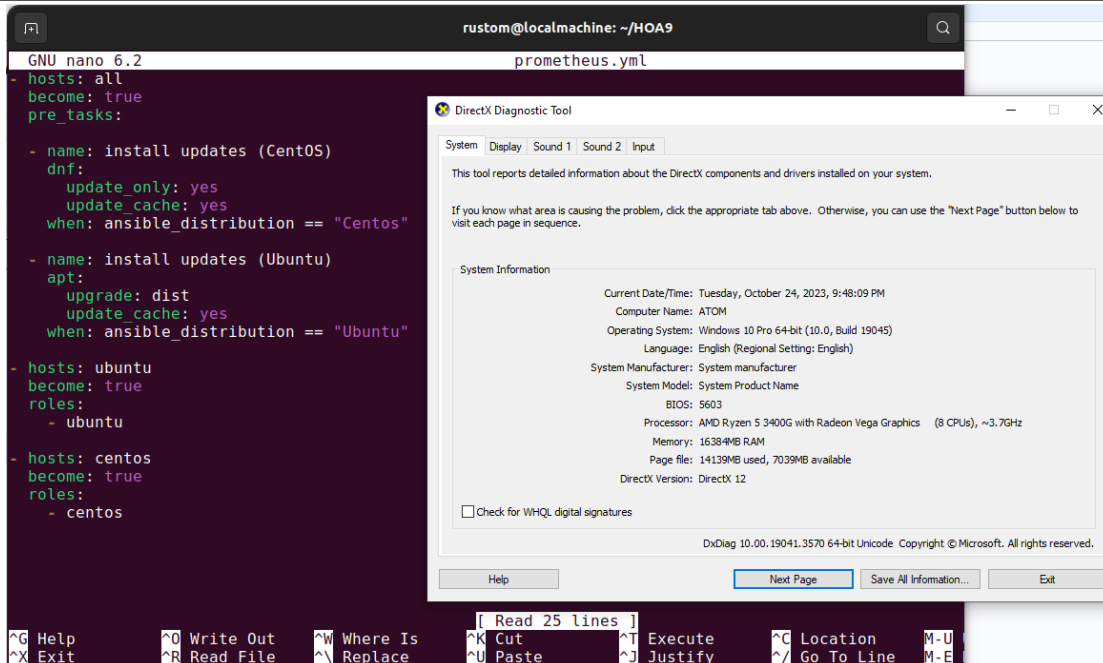 rustom@localmachine: ~/HOA9
GNU nano 6.2 prometheus.yml
- hosts: all
  become: true
  pre_tasks:

  - name: install updates (CentOS)
    dnf:
      update_only: yes
      update_cache: yes
    when: ansible_distribution == "Centos"

  - name: install updates (Ubuntu)
    apt:
      upgrade: dist
      update_cache: yes
    when: ansible_distribution == "Ubuntu"

- hosts: ubuntu
  become: true
  roles:
    - ubuntu

- hosts: centos
  become: true
  roles:
    - centos

[ Read 25 lines ]
^G Help ^O Write Out ^W Where Is ^K Cut ^T Execute ^C Location M-U
^X Exit ^R Read File ^\ Replace ^U Paste ^J Justify ^/ Go To Line M-E
DirectX Diagnostic Tool
System Display Sound 1 Sound 2 Input
This tool reports detailed information about the DirectX components and drivers installed on your system.
If you know what area is causing the problem, click the appropriate tab above. Otherwise, you can use the "Next Page" button below to
visit each page in sequence.
System Information
Current Date/Time: Tuesday, October 24, 2023, 9:48:09 PM
Computer Name: ATOM
Operating System: Windows 10 Pro 64-bit (10.0, Build 19045)
Language: English (Regional Setting: English)
System Manufacturer: System manufacturer
System Model: System Product Name
BIOS: 5603
Processor: AMD Ryzen 5 3400G with Radeon Vega Graphics (8 CPUs), ~3.7GHz
Memory: 16384MB RAM
Page file: 14139MB used, 7039MB available
DirectX Version: DirectX 12
Check for WHQL digital signatures
DxDiag 10.00.19041.3570 64-bit Unicode Copyright © Microsoft. All rights reserved.
Help Next Page Save All Information... Exit